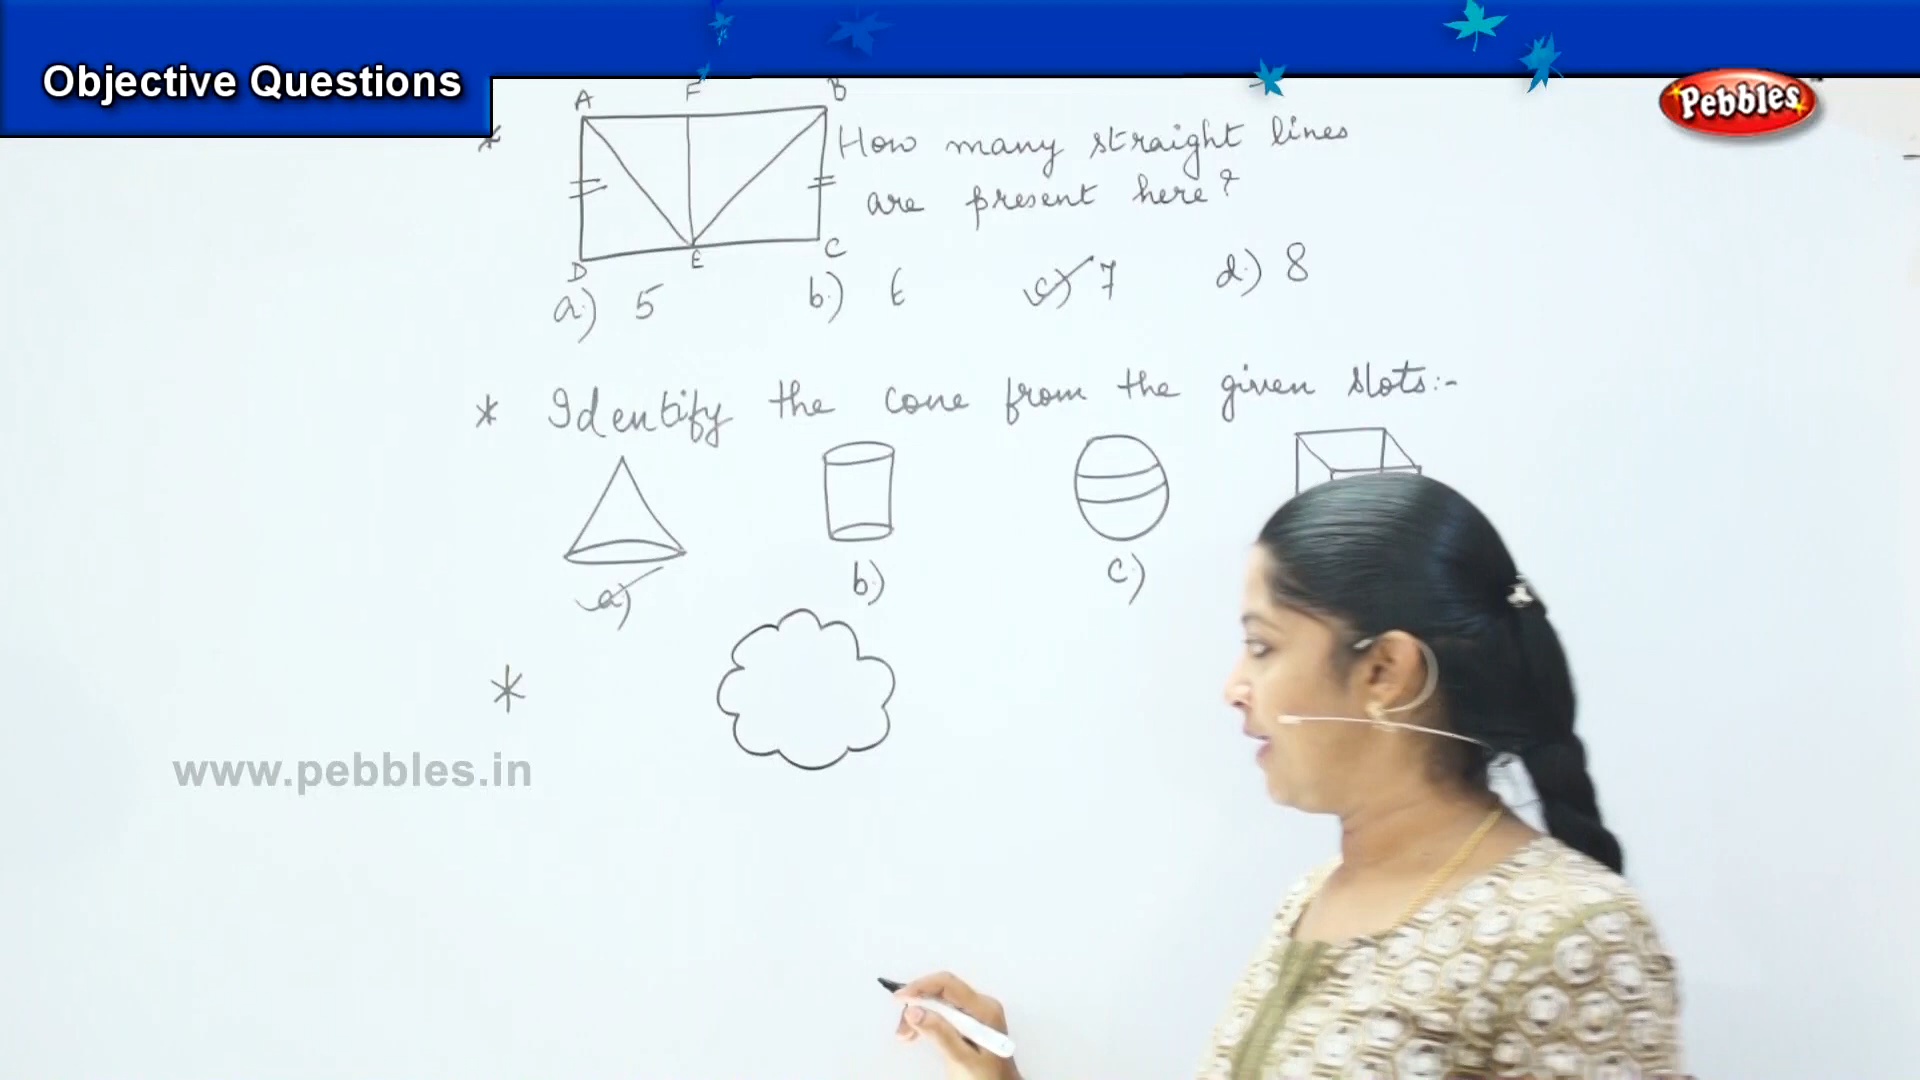 Objective Questions
Pebbles
A F B
* How many straight lines
are present here?
D E C
a) 5 b) 6 c) 7 d) 8
* Identify the cone from the given slots:-
a) b) c)
*
www.pebbles.in